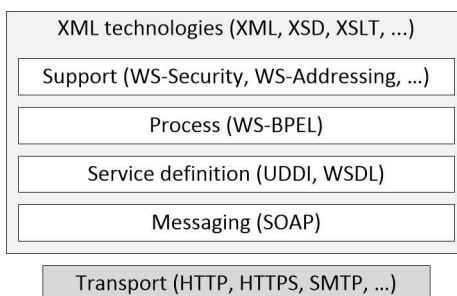 XML technologies (XML, XSD, XSLT, ...)
Support (WS-Security, WS-Addressing, ...)
Process (WS-BPEL)
Service definition (UDDI, WSDL)
Messaging (SOAP)
Transport (HTTP, HTTPS, SMTP, ...)